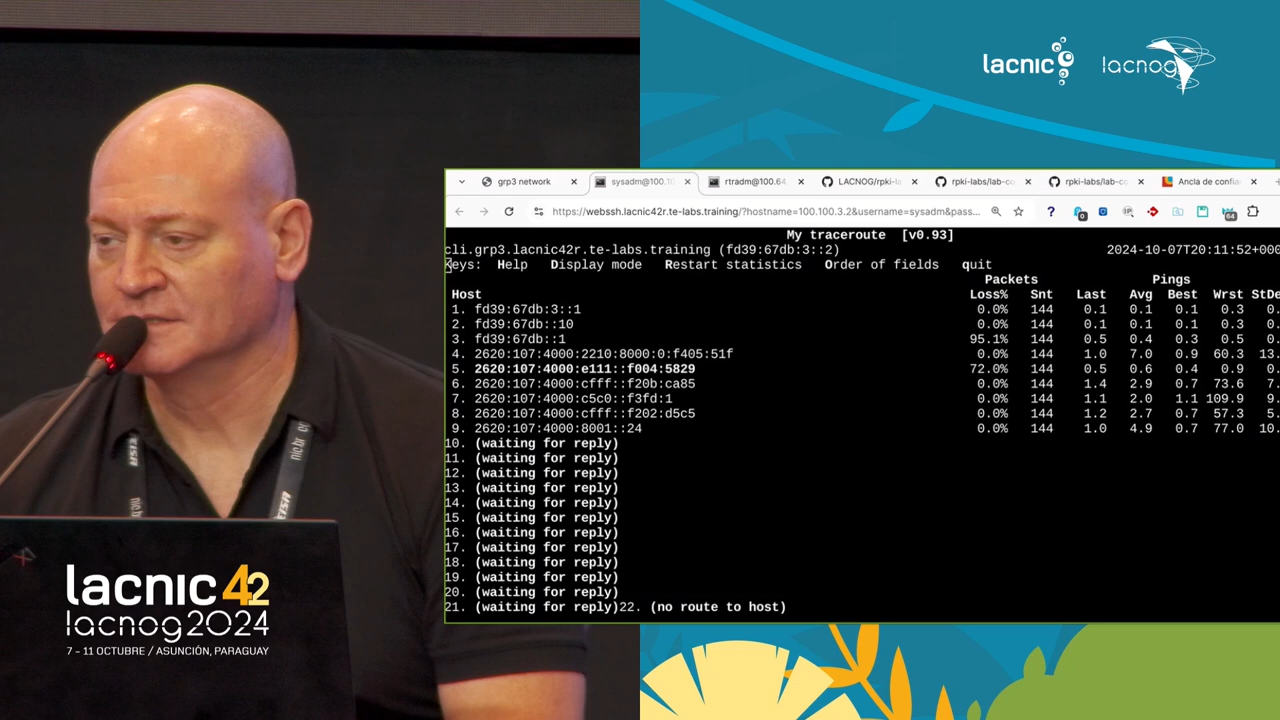 lacnic
lacnog
grp3 network
sysadm@100.10
rtradm@100.64.
LACNOG/rpki-la
rpki-labs/lab-co
rpki-labs/lab-co
Ancla de confia
https://webssh.lacnic42r.te-labs.training/?hostname=100.100.3.2&username=sysadm&pass...
My traceroute [v0.93]
cli.grp3.lacnic42r.te-labs.training (fd39:67db:3::2) 2024-10-07T20:11:52+000
Keys: Help Display mode Restart statistics Order of fields quit
Packets Pings
Host Loss% Snt Last Avg Best Wrst StDe
1. fd39:67db:3::1 0.0% 144 0.1 0.1 0.1 0.3 0.
2. fd39:67db::10 0.0% 144 0.1 0.1 0.1 0.3 0.
3. fd39:67db::1 95.1% 144 0.5 0.4 0.3 0.5 0.
4. 2620:107:4000:2210:8000:0:f405:51f 0.0% 144 1.0 7.0 0.9 60.3 13.
5. 2620:107:4000:e111::f004:5829 72.0% 144 0.5 0.6 0.4 0.9 0.
6. 2620:107:4000:cfff::f20b:ca85 0.0% 144 1.4 2.9 0.7 73.6 7.
7. 2620:107:4000:c5c0::f3fd:1 0.0% 144 1.1 2.0 1.1 109.9 9.
8. 2620:107:4000:cfff::f202:d5c5 0.0% 144 1.2 2.7 0.7 57.3 5.
9. 2620:107:4000:8001::24 0.0% 144 1.0 4.9 0.7 77.0 10.
10. (waiting for reply)
11. (waiting for reply)
12. (waiting for reply)
13. (waiting for reply)
14. (waiting for reply)
15. (waiting for reply)
16. (waiting for reply)
17. (waiting for reply)
18. (waiting for reply)
19. (waiting for reply)
20. (waiting for reply)
21. (waiting for reply)22. (no route to host)
nic.br
lacnic 42
lacnog2024
7 - 11 OCTUBRE / ASUNCIÓN, PARAGUAY